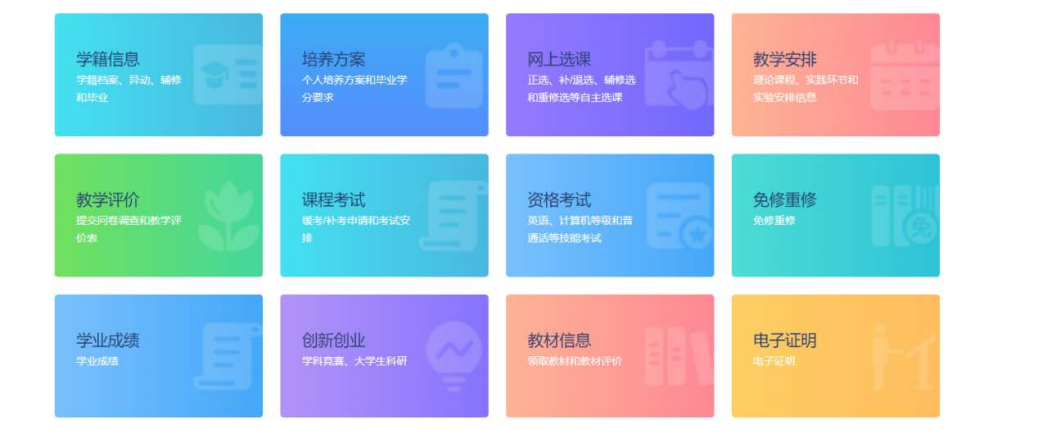 学籍信息
学籍档案、异动、辅修
和毕业
培养方案
个人培养方案和毕业学
分要求
网上选课
正选、补/退选、辅修选
和重修选等自主选课
教学安排
理论课程、实践环节和
实验安排信息
教学评价
提交问卷调查和教学评
价表
课程考试
缓考/补考申请和考试安
排
资格考试
英语、计算机等级和普
通话等技能考试
免修重修
免修重修
免
学业成绩
学业成绩
创新创业
学科竞赛、大学生科研
教材信息
领取教材和教材评价
电子证明
电子证明